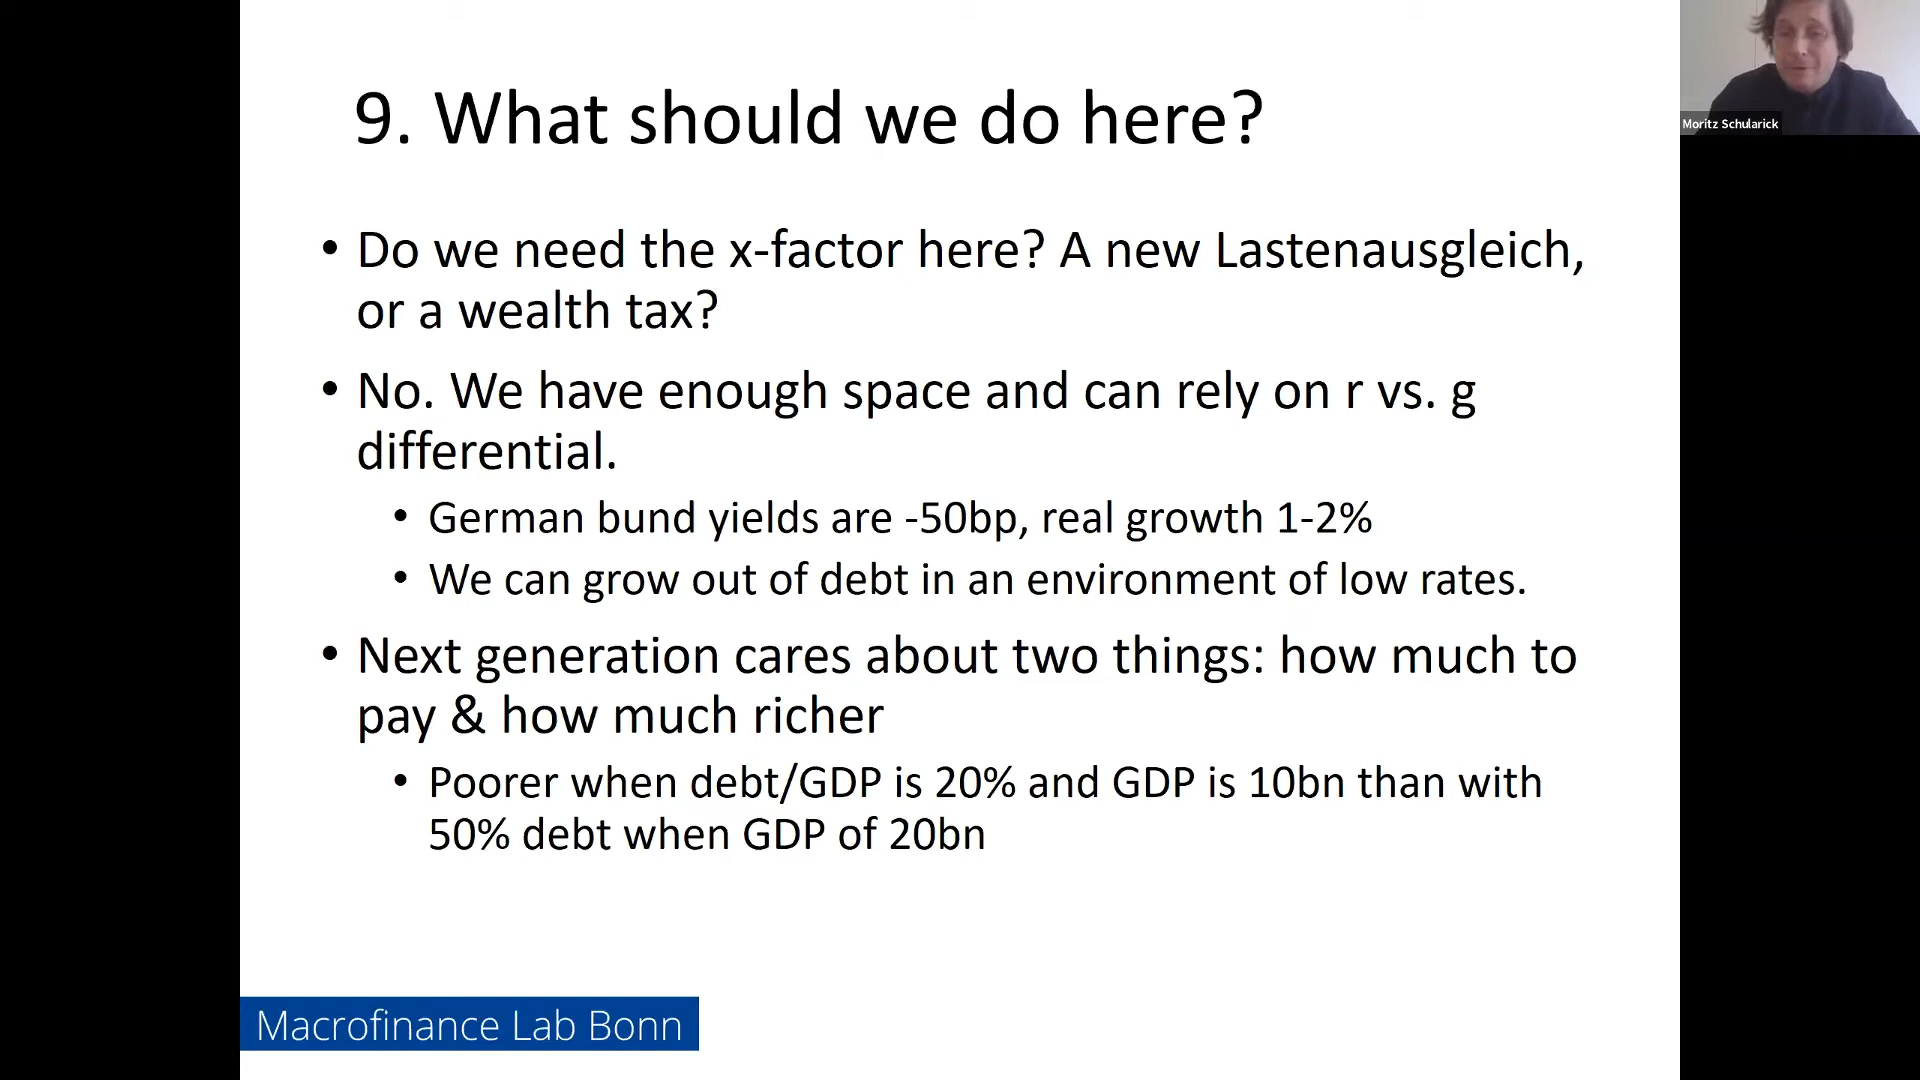 9. What should we do here?
Moritz Schularick
• Do we need the x-factor here? A new Lastenausgleich,
or a wealth tax?
• No. We have enough space and can rely on r vs. g
differential.
• German bund yields are -50bp, real growth 1-2%
• We can grow out of debt in an environment of low rates.
• Next generation cares about two things: how much to
pay & how much richer
• Poorer when debt/GDP is 20% and GDP is 10bn than with
50% debt when GDP of 20bn
Macrofinance Lab Bonn